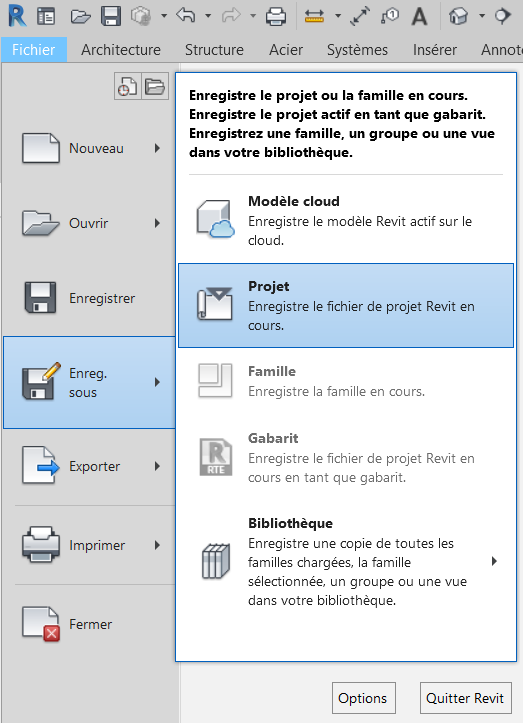 Fichier Architecture Structure Acier Systèmes Insérer Annot
Enregistre le projet ou la famille en cours.
Enregistre le projet actif en tant que gabarit.
Enregistrez une famille, un groupe ou une vue
dans votre bibliothèque.
Nouveau
Ouvrir
Enregistrer
Enreg.
sous
Exporter
Imprimer
Fermer
Modèle cloud
Enregistre le modèle Revit actif sur le
cloud.
Projet
Enregistre le fichier de projet Revit en
cours.
Famille
Enregistre la famille en cours.
Gabarit
Enregistre le fichier de projet Revit en
cours en tant que gabarit.
R
RTE
Bibliothèque
Enregistre une copie de toutes les
familles chargées, la famille
sélectionnée, un groupe ou une vue
dans votre bibliothèque.
Options
Quitter Revit